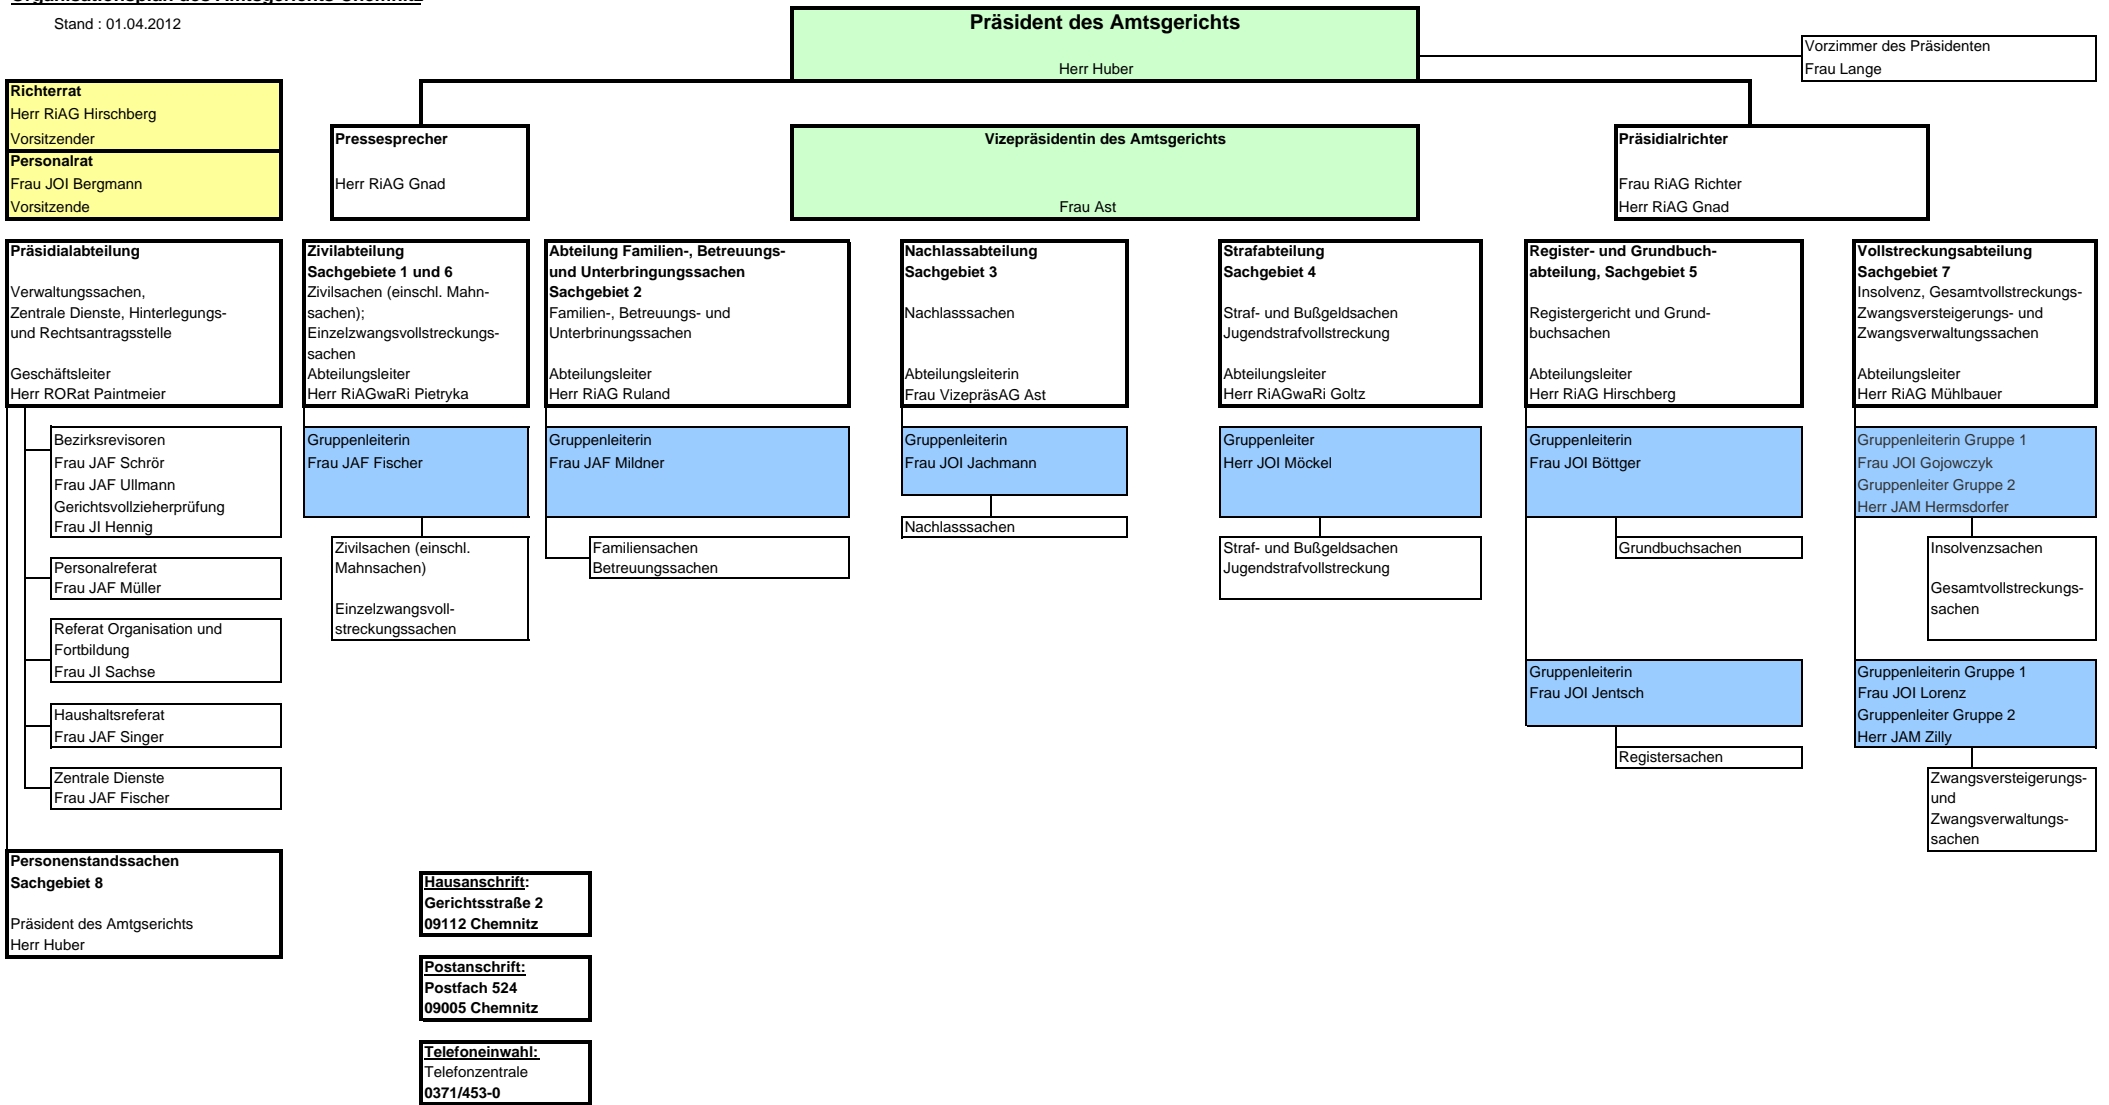 Organisationsplan des Amtsgerichts Chemnitz
Stand : 01.04.2012
Präsident des Amtsgerichts
Herr Huber
Vorzimmer des Präsidenten
Frau Lange
Richterrat
Herr RiAG Hirschberg
Vorsitzender
Personalrat
Frau JOI Bergmann
Vorsitzende
Pressesprecher
Herr RiAG Gnad
Vizepräsidentin des Amtsgerichts
Frau Ast
Präsidialrichter
Frau RiAG Richter
Herr RiAG Gnad
Präsidialabteilung
Verwaltungssachen,
Zentrale Dienste, Hinterlegungs-
und Rechtsantragsstelle
Geschäftsleiter
Herr RORat Paintmeier
Zivilabteilung
Sachgebiete 1 und 6
Zivilsachen (einschl. Mahn-
sachen);
Einzelzwangsvollstreckungs-
sachen
Abteilungsleiter
Herr RiAGwaRi Pietryka
Abteilung Familien-, Betreuungs-
und Unterbringungssachen
Sachgebiet 2
Familien-, Betreuungs- und
Unterbrinungssachen
Abteilungsleiter
Herr RiAG Ruland
Nachlassabteilung
Sachgebiet 3
Nachlasssachen
Abteilungsleiterin
Frau VizepräsAG Ast
Strafabteilung
Sachgebiet 4
Straf- und Bußgeldsachen
Jugendstrafvollstreckung
Abteilungsleiter
Herr RiAGwaRi Goltz
Register- und Grundbuch-
abteilung, Sachgebiet 5
Registergericht und Grund-
buchsachen
Abteilungsleiter
Herr RiAG Hirschberg
Vollstreckungsabteilung
Sachgebiet 7
Insolvenz, Gesamtvollstreckungs-
Zwangsversteigerungs- und
Zwangsverwaltungssachen
Abteilungsleiter
Herr RiAG Mühlbauer
Bezirksrevisoren
Frau JAF Schrör
Frau JAF Ullmann
Gerichtsvollzieherprüfung
Frau JI Hennig
Personalreferat
Frau JAF Müller
Referat Organisation und
Fortbildung
Frau JI Sachse
Haushaltsreferat
Frau JAF Singer
Zentrale Dienste
Frau JAF Fischer
Gruppenleiterin
Frau JAF Fischer
Zivilsachen (einschl.
Mahnsachen)
Einzelzwangsvoll-
streckungssachen
Gruppenleiterin
Frau JAF Mildner
Familiensachen
Betreuungssachen
Gruppenleiterin
Frau JOI Jachmann
Nachlasssachen
Gruppenleiter
Herr JOI Möckel
Straf- und Bußgeldsachen
Jugendstrafvollstreckung
Gruppenleiterin
Frau JOI Böttger
Grundbuchsachen
Gruppenleiterin
Frau JOI Jentsch
Registersachen
Gruppenleiterin Gruppe 1
Frau JOI Gojowczyk
Gruppenleiter Gruppe 2
Herr JAM Hermsdorfer
Insolvenzsachen
Gesamtvollstreckungs-
sachen
Gruppenleiterin Gruppe 1
Frau JOI Lorenz
Gruppenleiter Gruppe 2
Herr JAM Zilly
Zwangsversteigerungs-
und
Zwangsverwaltungs-
sachen
Personenstandssachen
Sachgebiet 8
Präsident des Amtgserichts
Herr Huber
Hausanschrift:
Gerichtsstraße 2
09112 Chemnitz
Postanschrift:
Postfach 524
09005 Chemnitz
Telefoneinwahl:
Telefonzentrale
0371/453-0